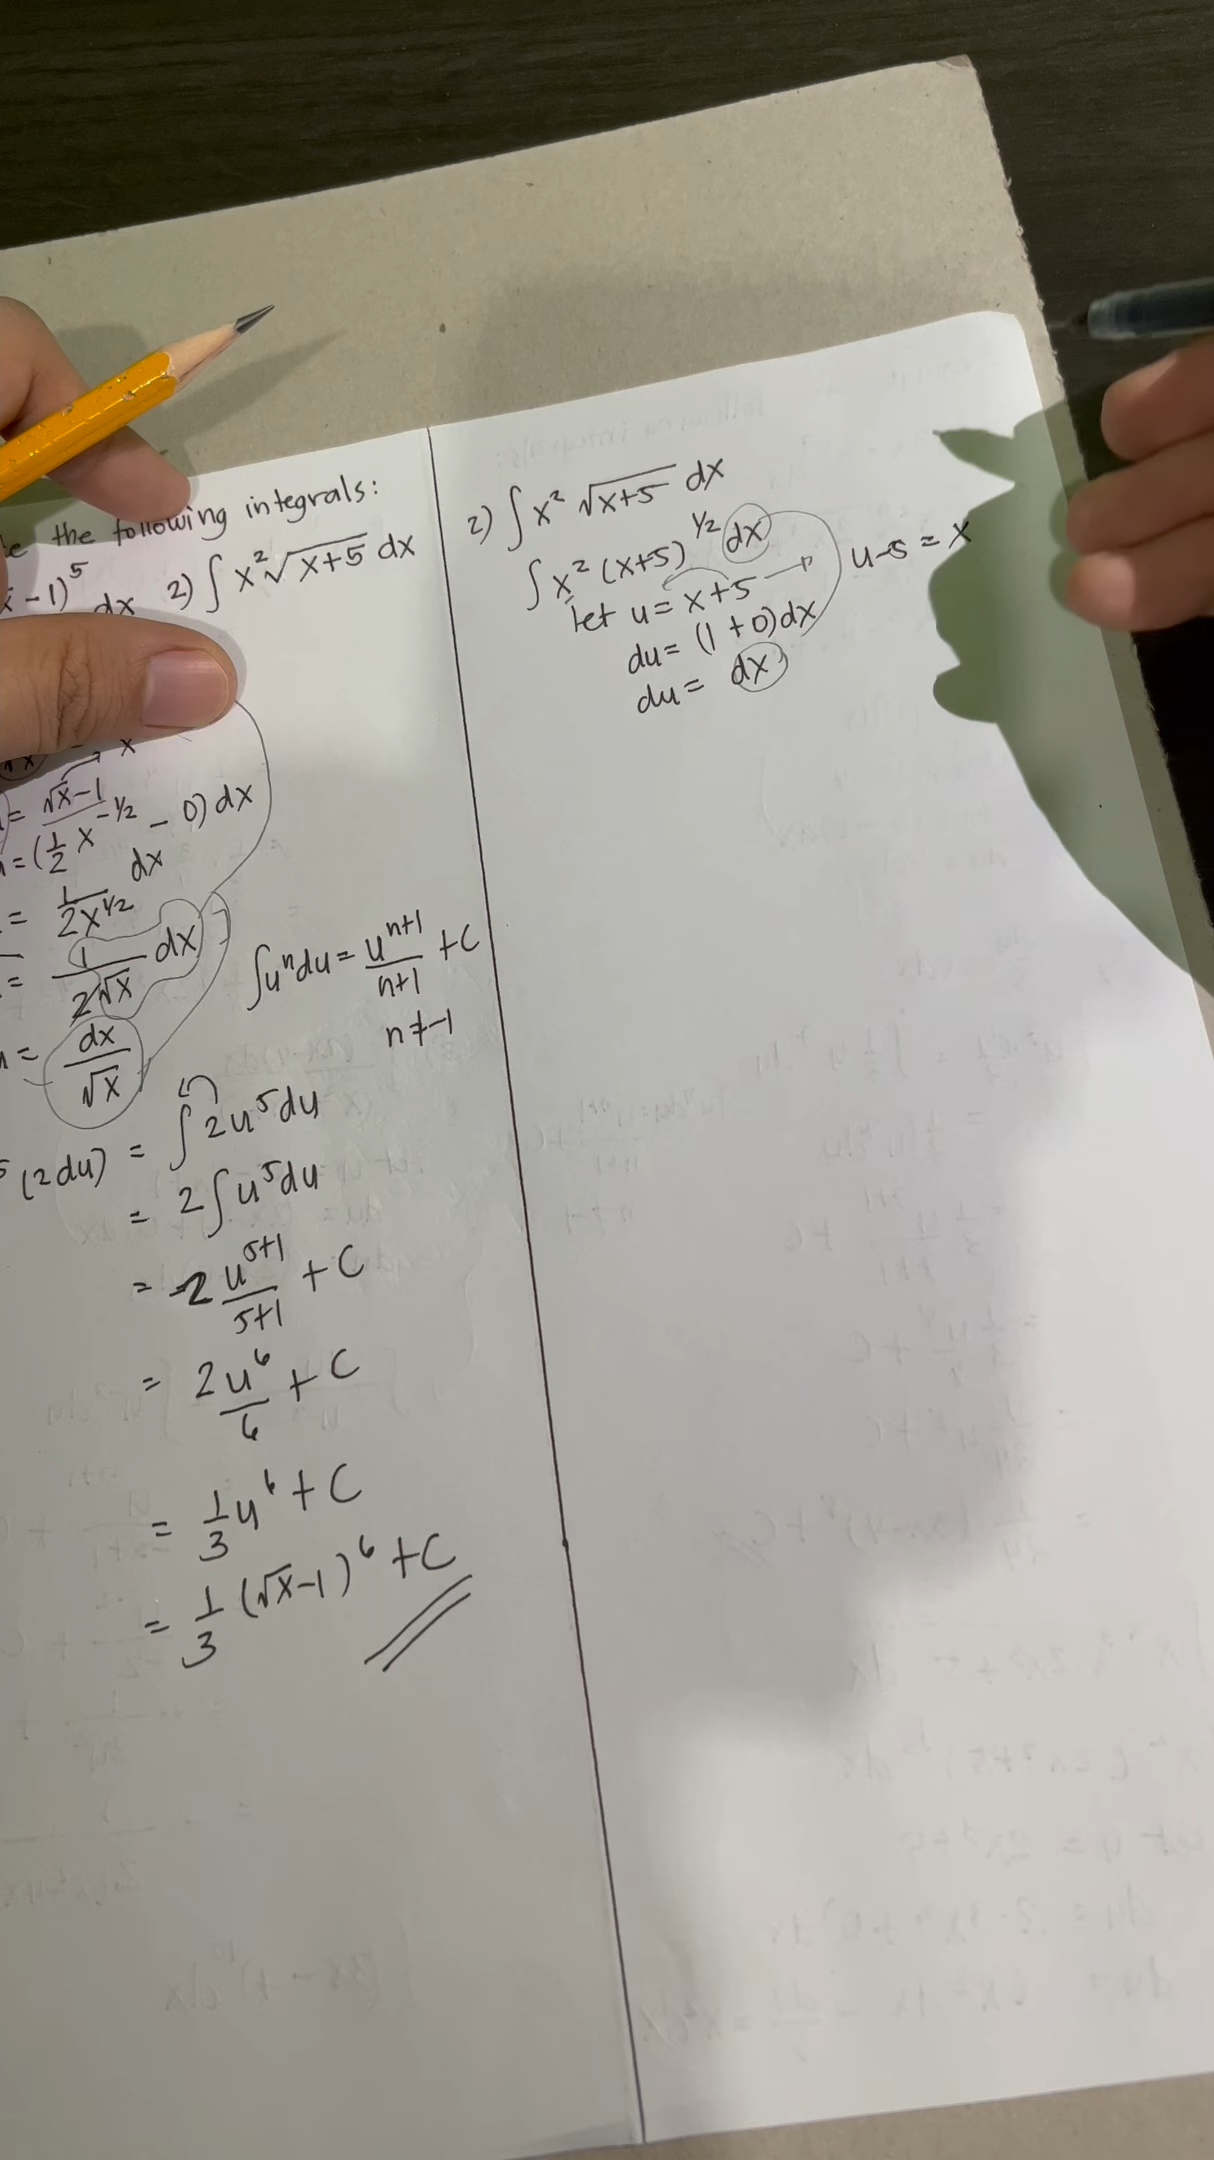 the following integrals:
x-1)^5 dx 2) ∫ x²√(x+5) dx
x
= √x-1
= (1/2 x^-1/2 - 0) dx
= 1/2x^1/2 dx
= 1/2√x dx
= dx/√x
∫u^n du = u^(n+1)/(n+1) + C
n ≠ -1
(2du) = ∫2u^5 du
= 2∫u^5 du
= 2 u^(5+1)/(5+1) + C
= 2u^6/6 + C
= 1/3 u^6 + C
= 1/3 (√x-1)^6 + C
2) ∫ x² √(x+5) dx
∫ x² (x+5)^1/2 dx
let u = x+5 → u-5 = x
du = (1+0)dx
du = dx